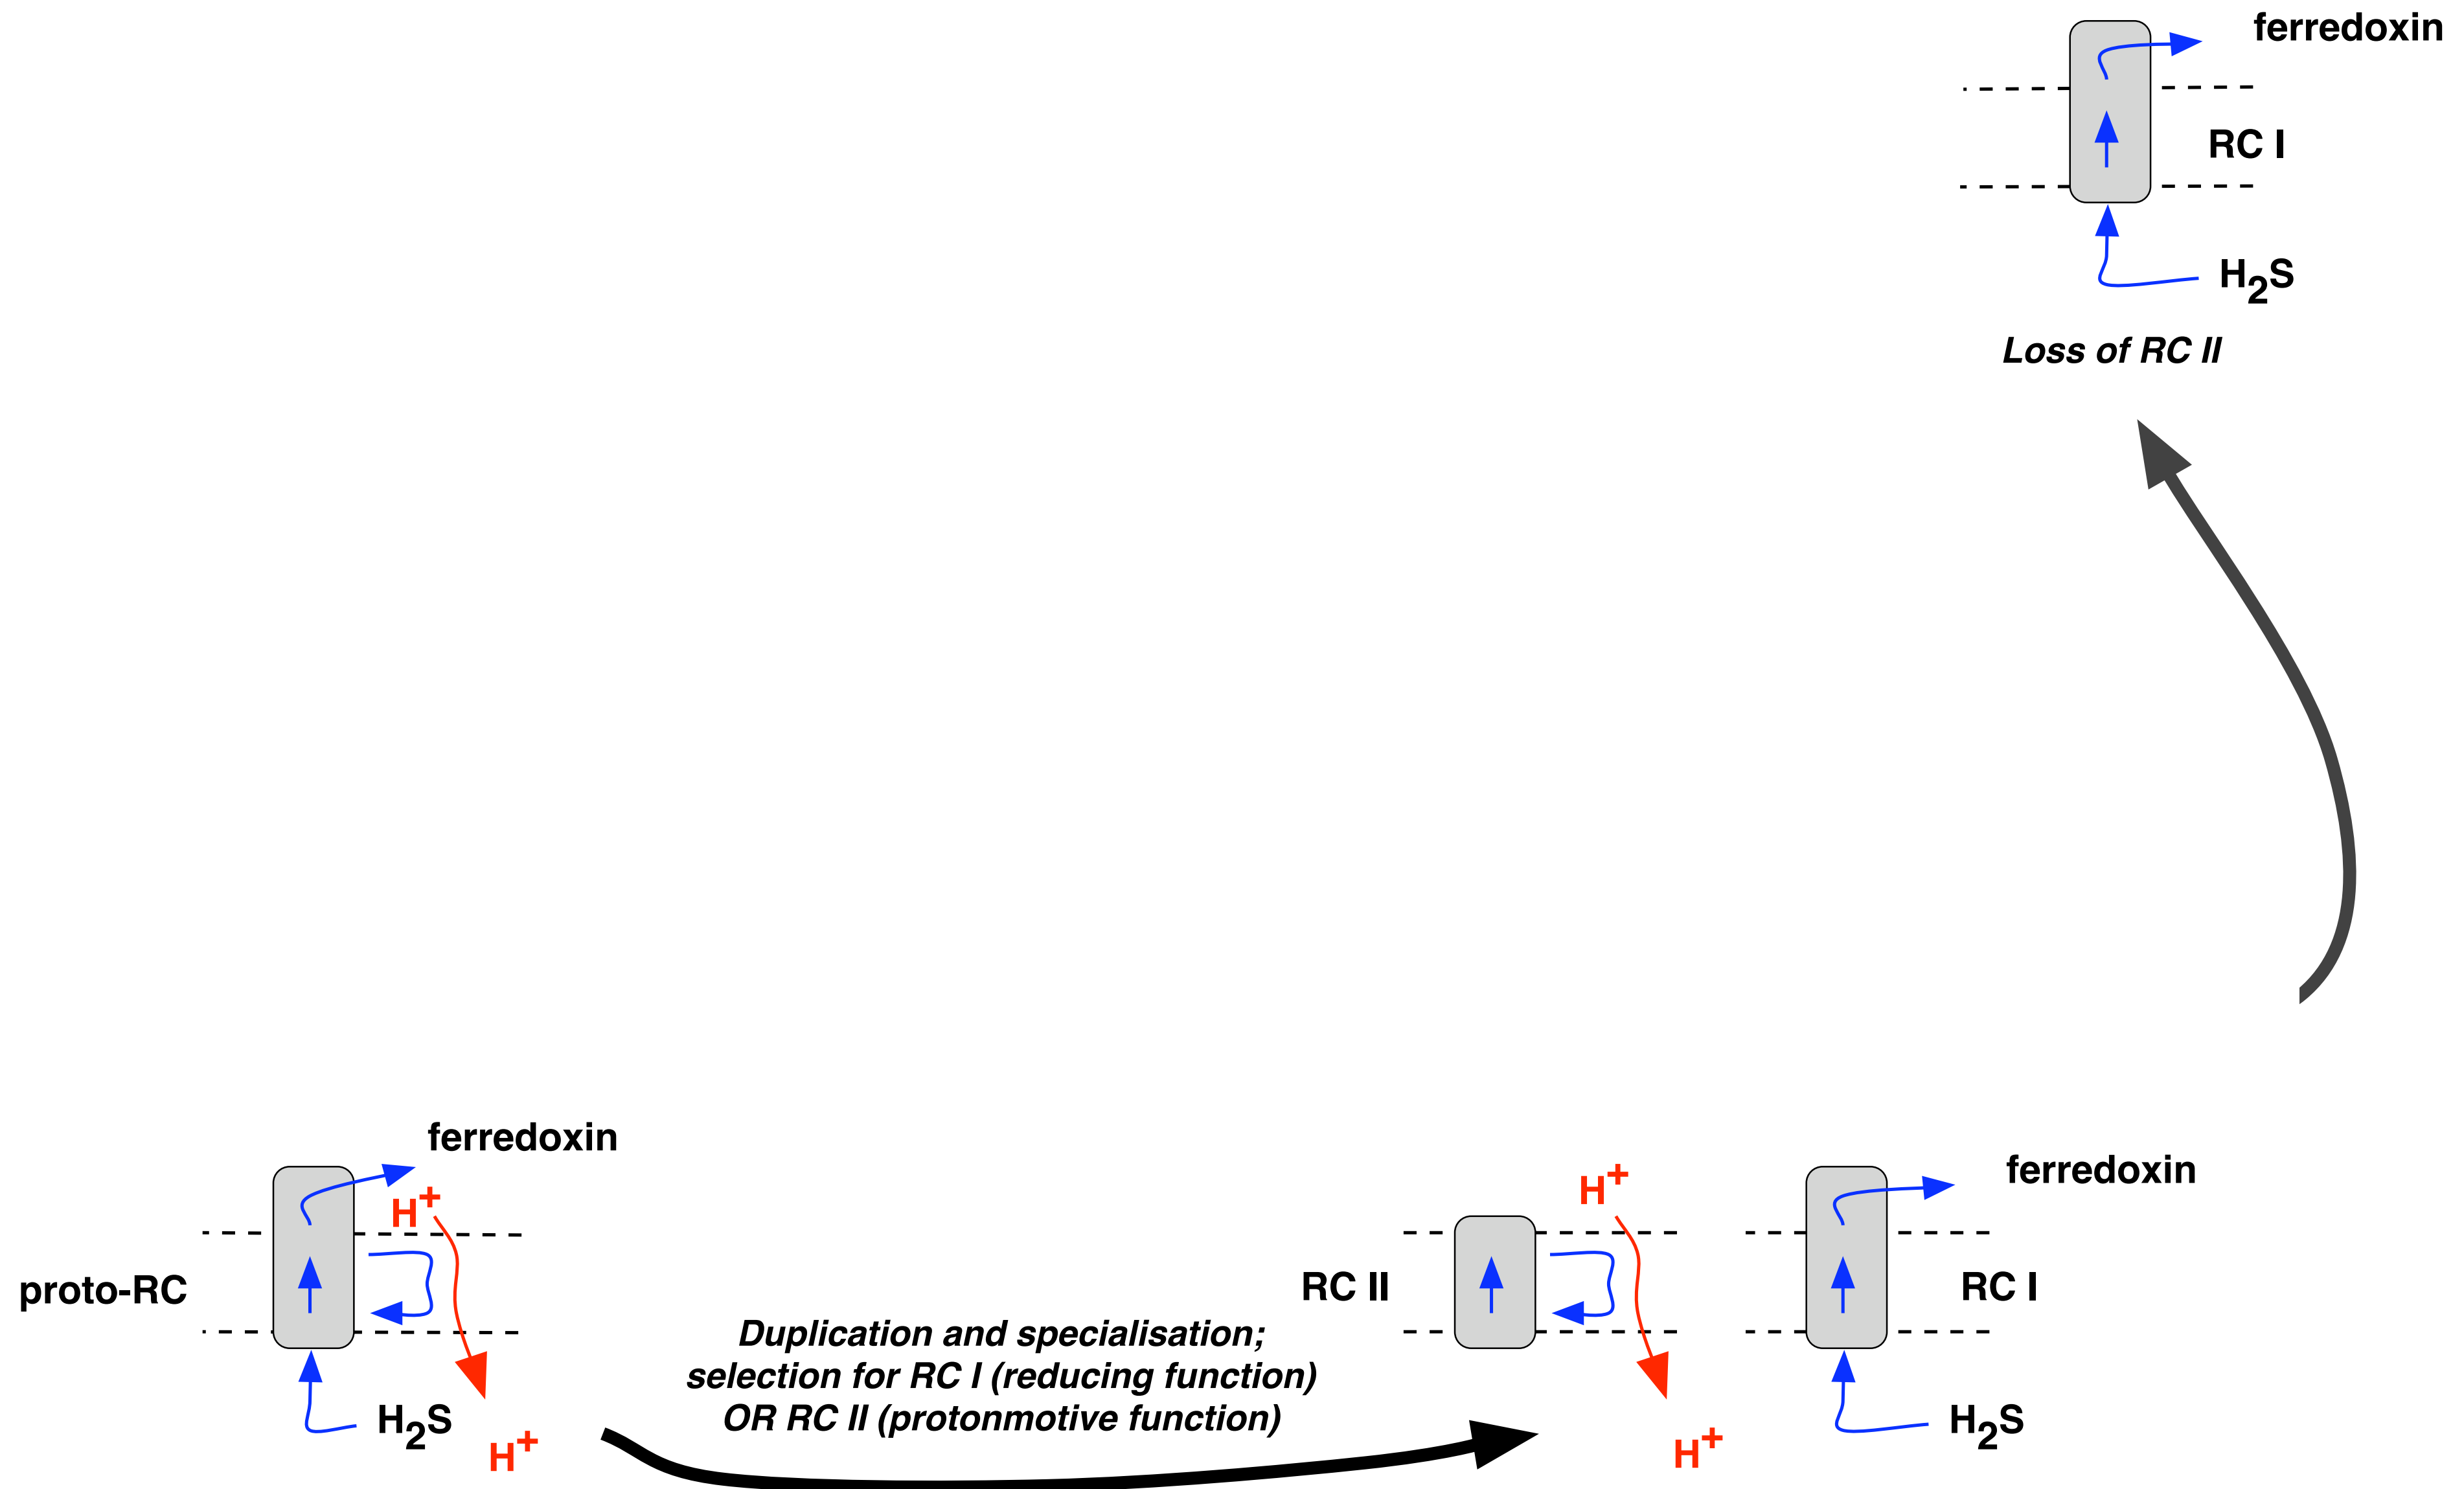 ferredoxin
RC I
H2S
Loss of RC II
ferredoxin
H+
proto-RC
H2S
H+
Duplication and specialisation;
selection for RC I (reducing function)
OR RC II (protonmotive function)
H+
RC II
H+
ferredoxin
RC I
H2S